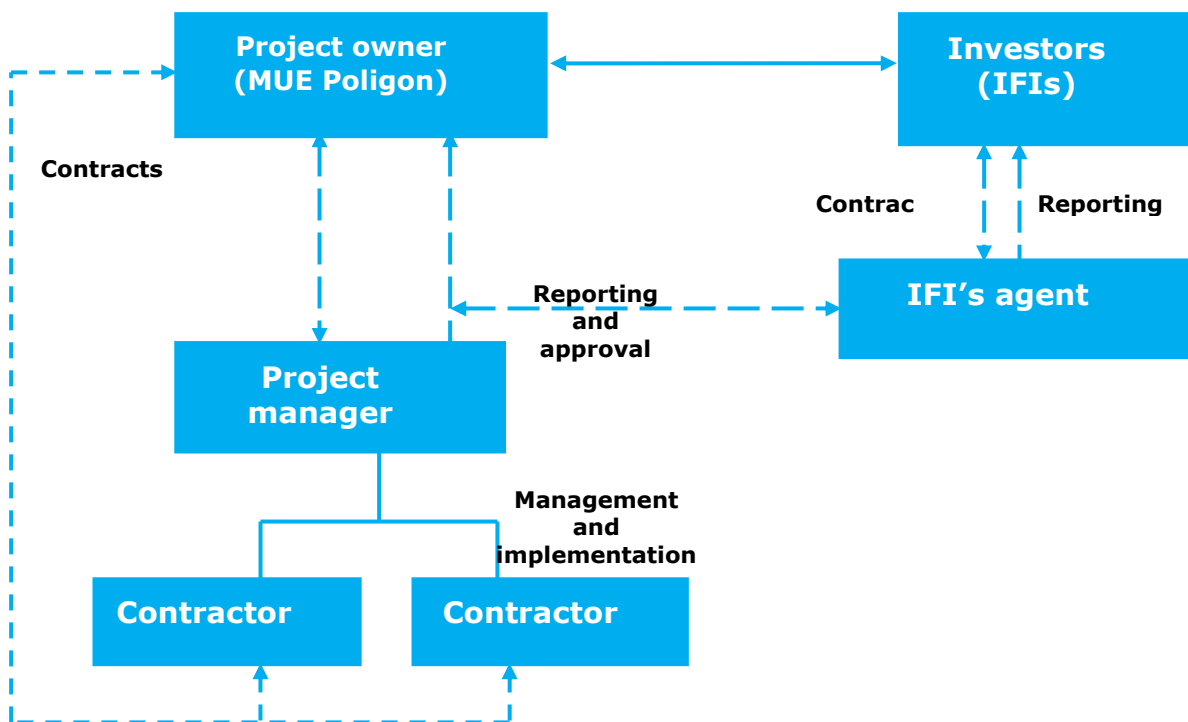 Project owner
(MUE Poligon)
Investors
(IFIs)
Contracts
Contrac
Reporting
IFI’s agent
Reporting
and
approval
Project
manager
Management
and
implementation
Contractor
Contractor